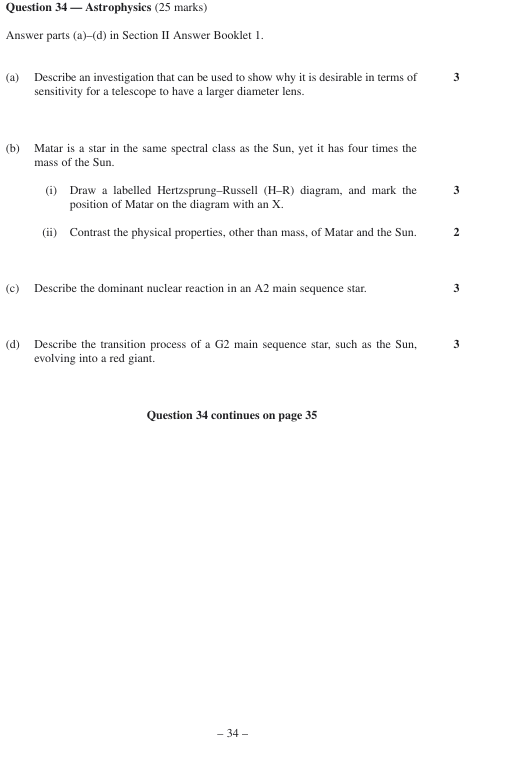 Question 34 — Astrophysics (25 marks)
Answer parts (a)–(d) in Section II Answer Booklet 1.
(a) Describe an investigation that can be used to show why it is desirable in terms of 3
sensitivity for a telescope to have a larger diameter lens.
(b) Matar is a star in the same spectral class as the Sun, yet it has four times the
mass of the Sun.
(i) Draw a labelled Hertzsprung–Russell (H–R) diagram, and mark the 3
position of Matar on the diagram with an X.
(ii) Contrast the physical properties, other than mass, of Matar and the Sun. 2
(c) Describe the dominant nuclear reaction in an A2 main sequence star. 3
(d) Describe the transition process of a G2 main sequence star, such as the Sun, 3
evolving into a red giant.
Question 34 continues on page 35
– 34 –